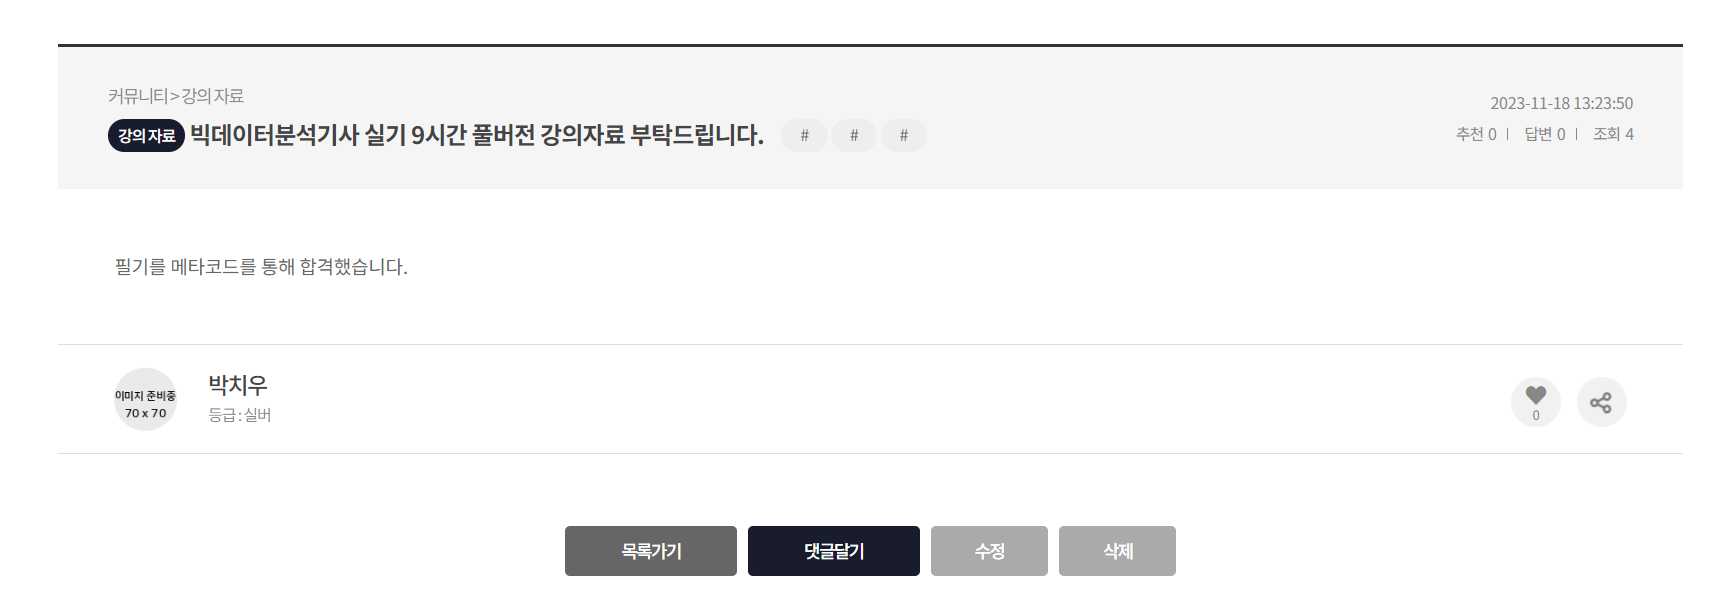 커뮤니티 > 강의 자료
강의 자료 빅데이터분석기사 실기 9시간 풀버전 강의자료 부탁드립니다. # # #
2023-11-18 13:23:50
추천 0 | 답변 0 | 조회 4
필기를 메타코드를 통해 합격했습니다.
이미지 준비중
70 x 70
박치우
등급 : 실버
0
목록가기 댓글달기 수정 삭제